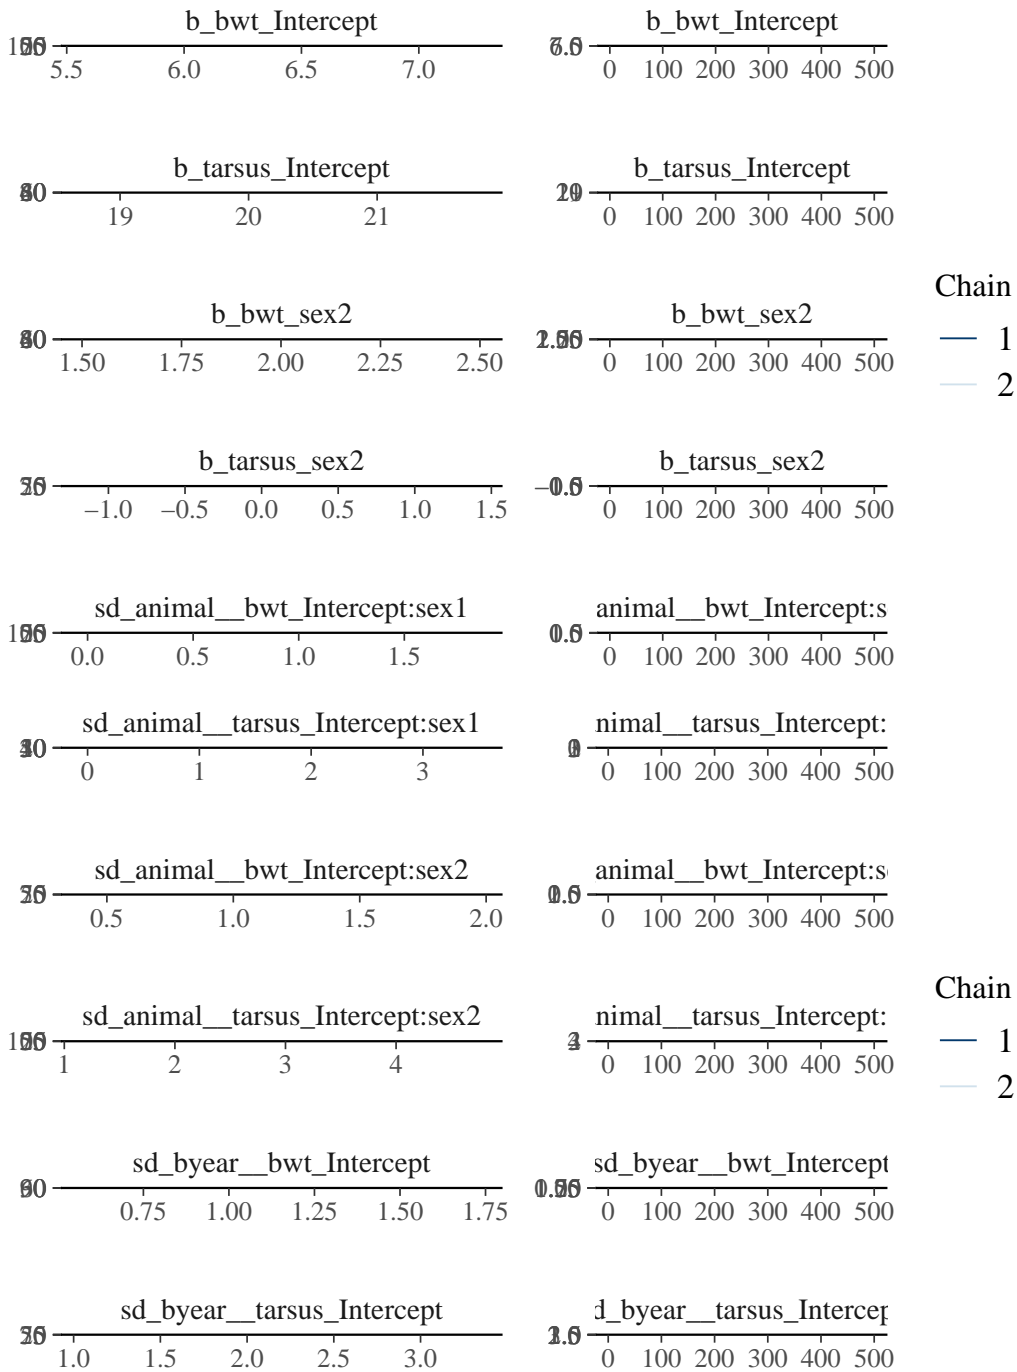 b_bwt_Intercept b_bwt_Intercept
5.5 6.0 6.5 7.0 0 100 200 300 400 500
b_tarsus_Intercept b_tarsus_Intercept
19 20 21 0 100 200 300 400 500
Chain
b_bwt_sex2 b_bwt_sex2
1
1.50 1.75 2.00 2.25 2.50 0 100 200 300 400 500
2
b_tarsus_sex2 b_tarsus_sex2
−1.0 −0.5 0.0 0.5 1.0 1.5 0 100 200 300 400 500
sd_animal__bwt_Intercept:sex1 animal__bwt_Intercept:s
0.0 0.5 1.0 1.5 0 100 200 300 400 500
sd_animal__tarsus_Intercept:sex1 nimal__tarsus_Intercept:
0 1 2 3 0 100 200 300 400 500
sd_animal__bwt_Intercept:sex2 animal__bwt_Intercept:s
0.5 1.0 1.5 2.0 0 100 200 300 400 500
Chain
sd_animal__tarsus_Intercept:sex2 nimal__tarsus_Intercept:
1
1 2 3 4 0 100 200 300 400 500
2
sd_byear__bwt_Intercept sd_byear__bwt_Intercept
0.75 1.00 1.25 1.50 1.75 0 100 200 300 400 500
sd_byear__tarsus_Intercept d_byear__tarsus_Intercep
1.0 1.5 2.0 2.5 3.0 0 100 200 300 400 500